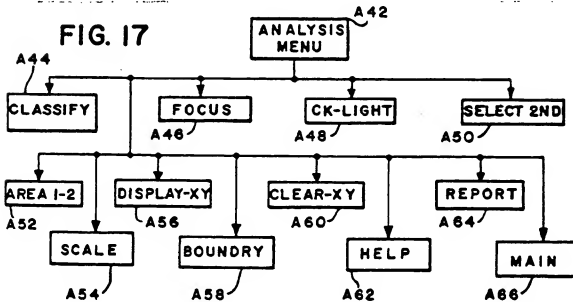 FIG. 17
A42
ANALYSIS
MENU
A44
CLASSIFY
FOCUS
CK-LIGHT
SELECT 2ND
A46
A48
A50
AREA 1-2
DISPLAY-XY
CLEAR-XY
REPORT
A52
A56
A60
A64
SCALE
BOUNDRY
HELP
MAIN
A54
A58
A62
A66